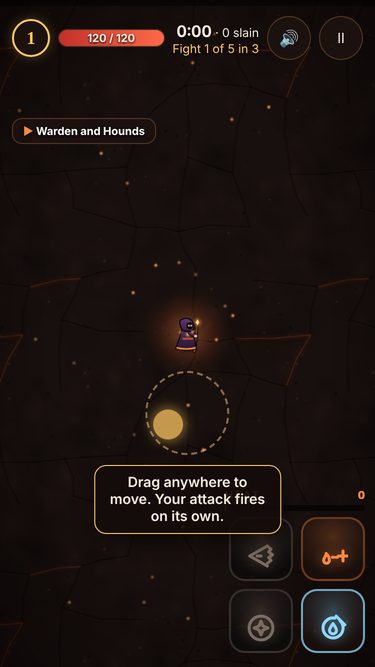 1
120 / 120
0:00 · 0 slain
Fight 1 of 5 in 3
Warden and Hounds
Drag anywhere to
move. Your attack fires
on its own.
0